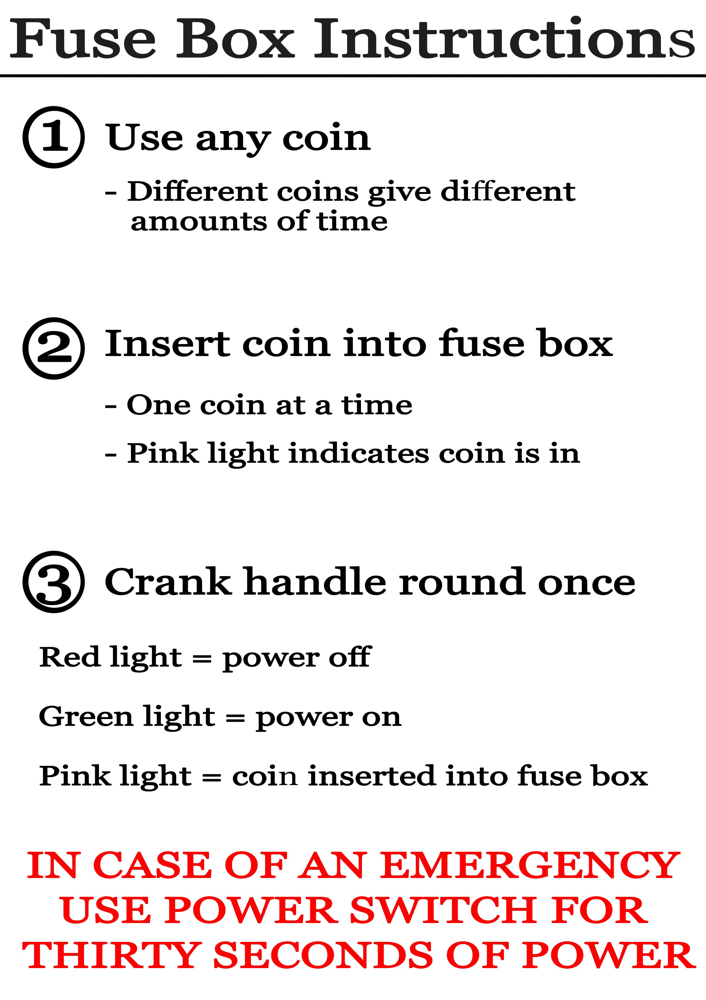 Fuse Box Instructions
1 Use any coin
- Different coins give different
amounts of time
2 Insert coin into fuse box
- One coin at a time
- Pink light indicates coin is in
3 Crank handle round once
Red light = power off
Green light = power on
Pink light = coin inserted into fuse box
IN CASE OF AN EMERGENCY
USE POWER SWITCH FOR
THIRTY SECONDS OF POWER